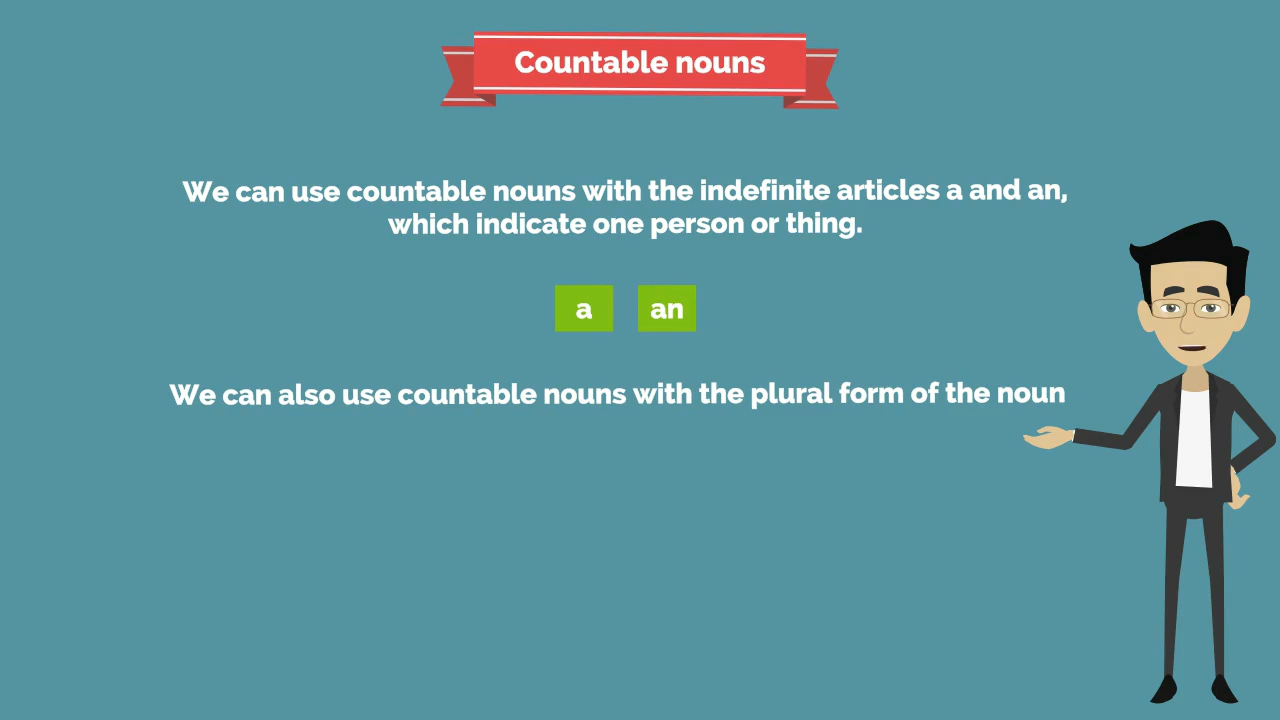 Countable nouns
We can use countable nouns with the indefinite articles a and an,
which indicate one person or thing.
a an
We can also use countable nouns with the plural form of the noun